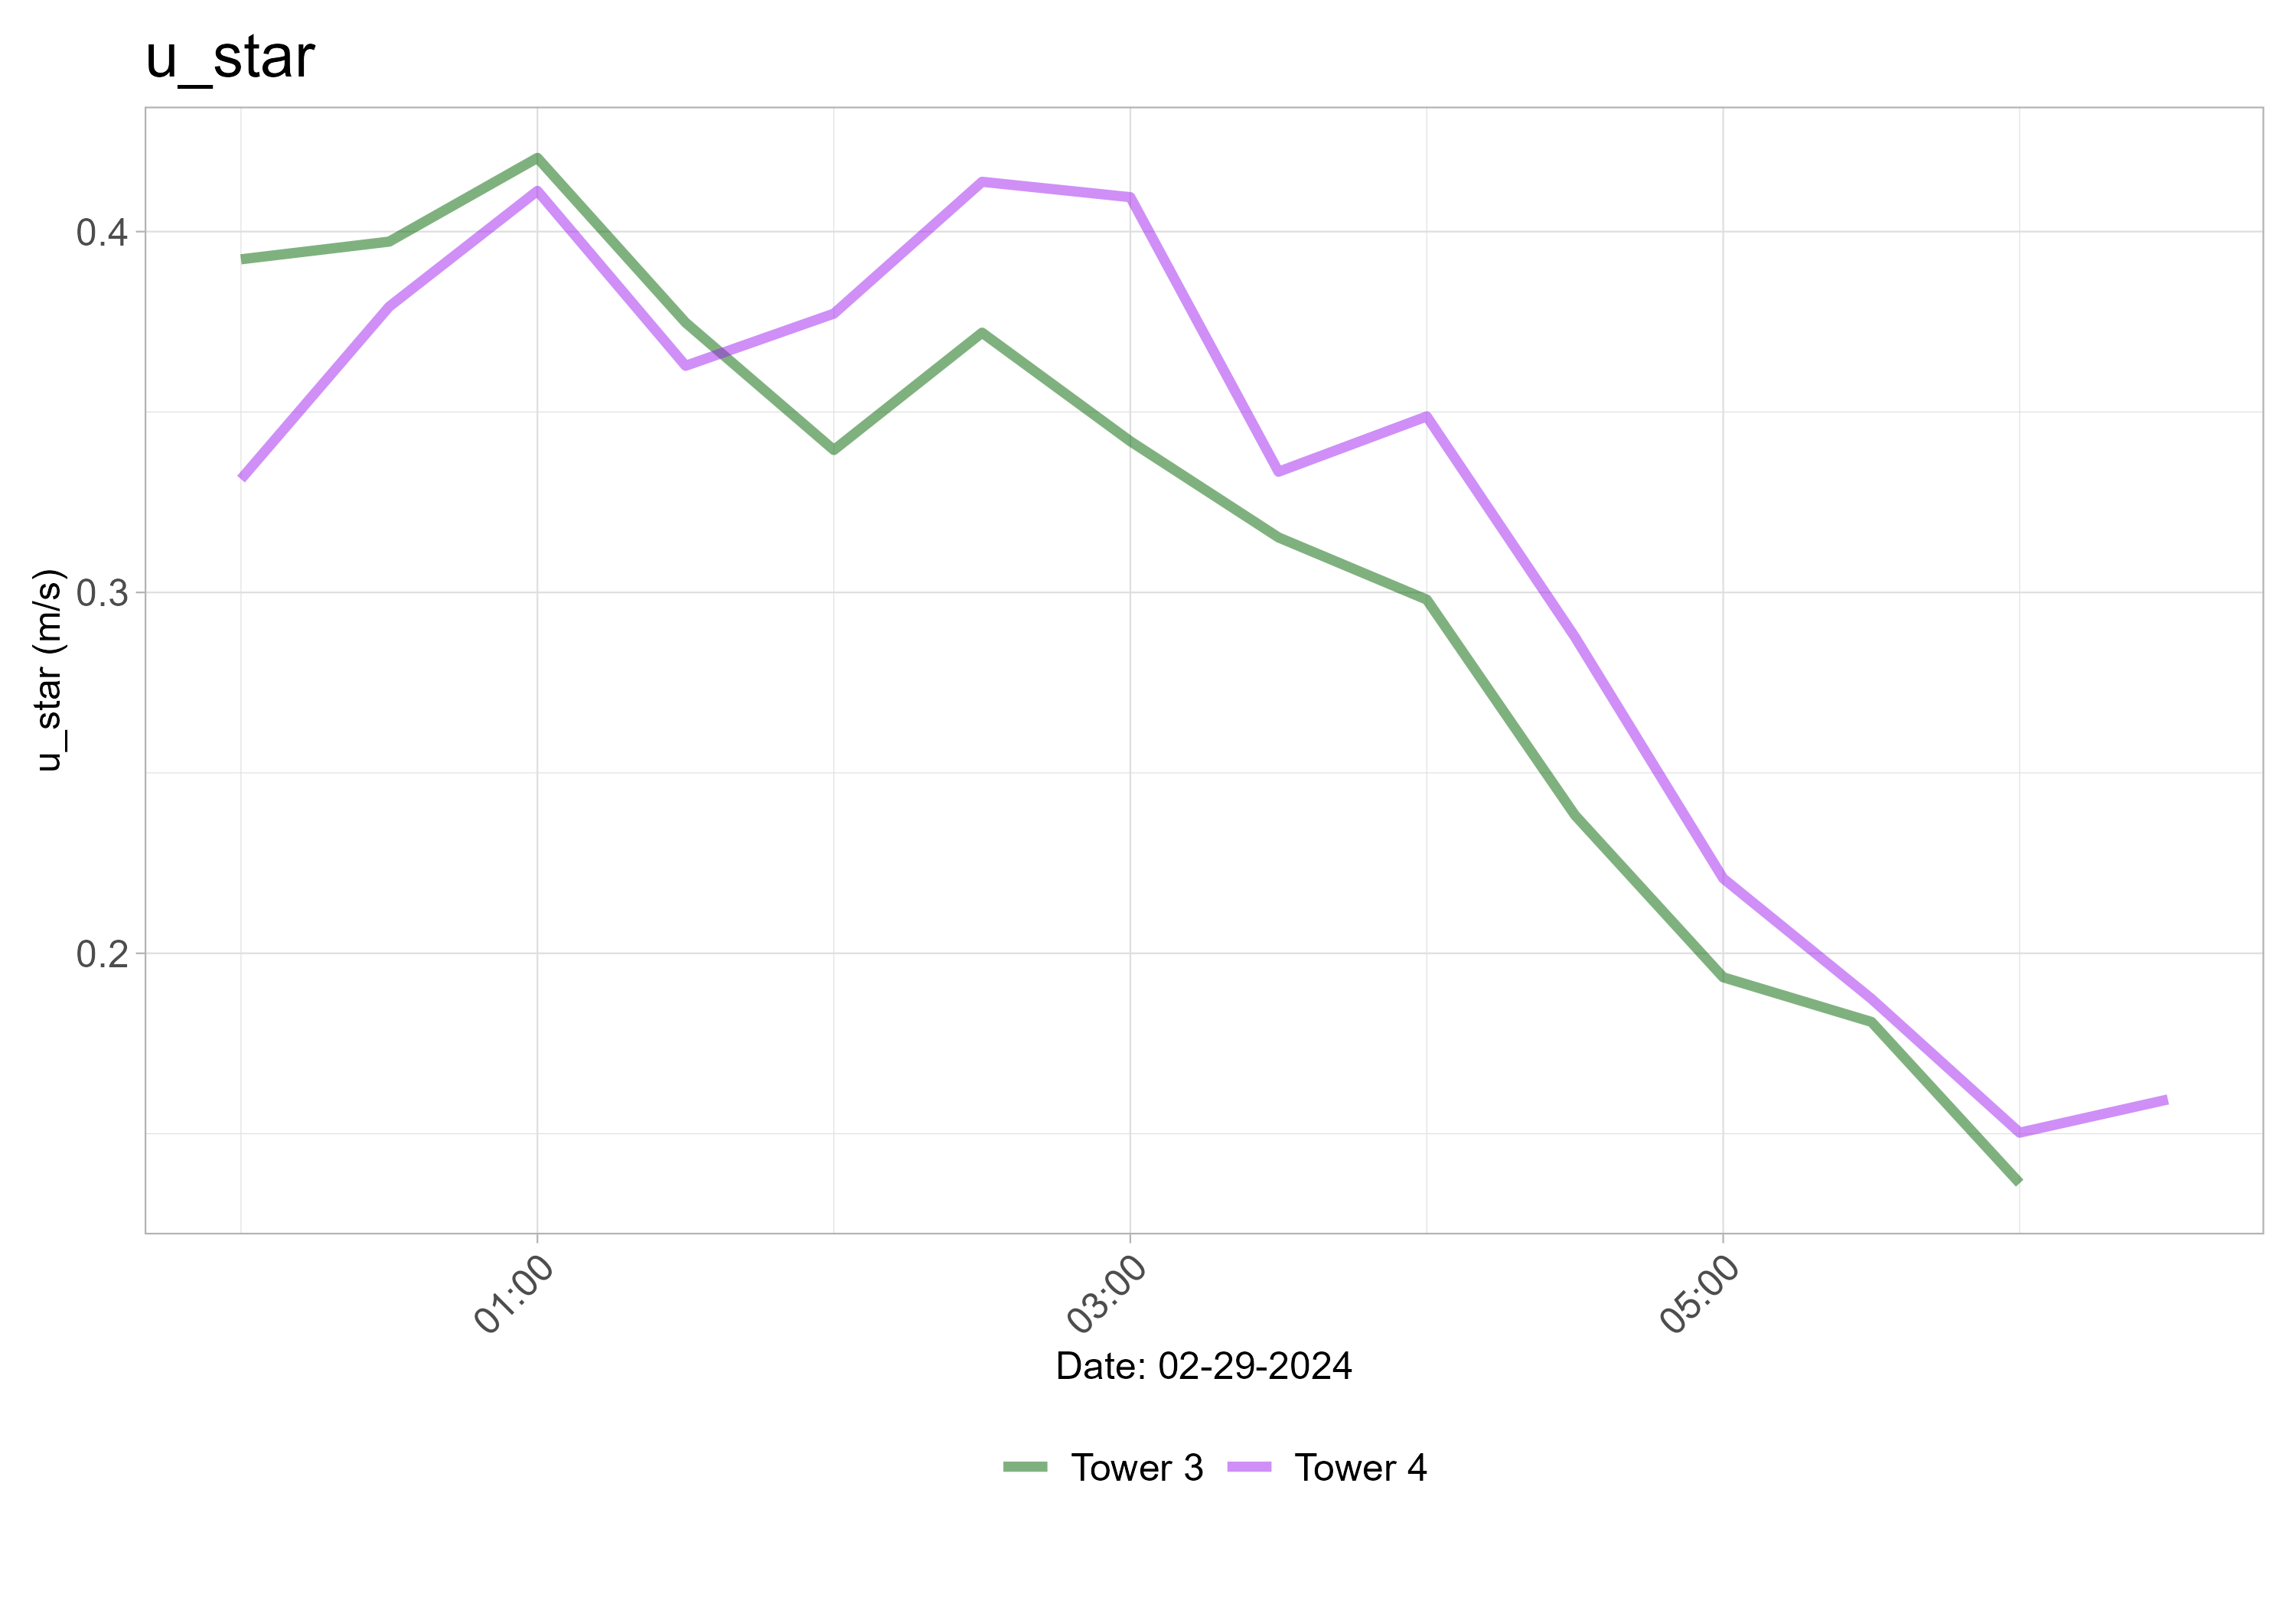 u_star
u_star (m/s)
0.4
0.3
0.2
01:00
03:00
05:00
Date: 02-29-2024
Tower 3
Tower 4